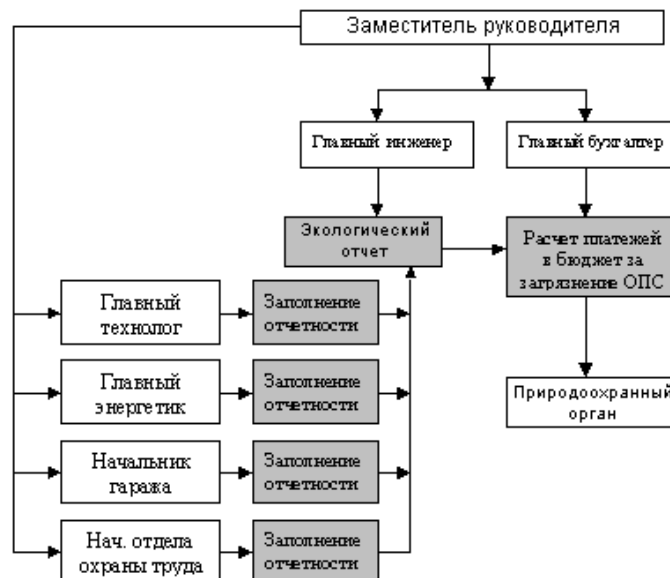 Заместитель руководителя
Главный инженер
Главный бухгалтер
Экологический
отчет
Расчет платежей
в бюджет за
загрязнение ОПС
Главный
технолог
Заполнение
отчетности
Главный
энергетик
Заполнение
отчетности
Природоохранный
орган
Начальник
гаража
Заполнение
отчетности
Нач. отдела
охраны труда
Заполнение
отчетности